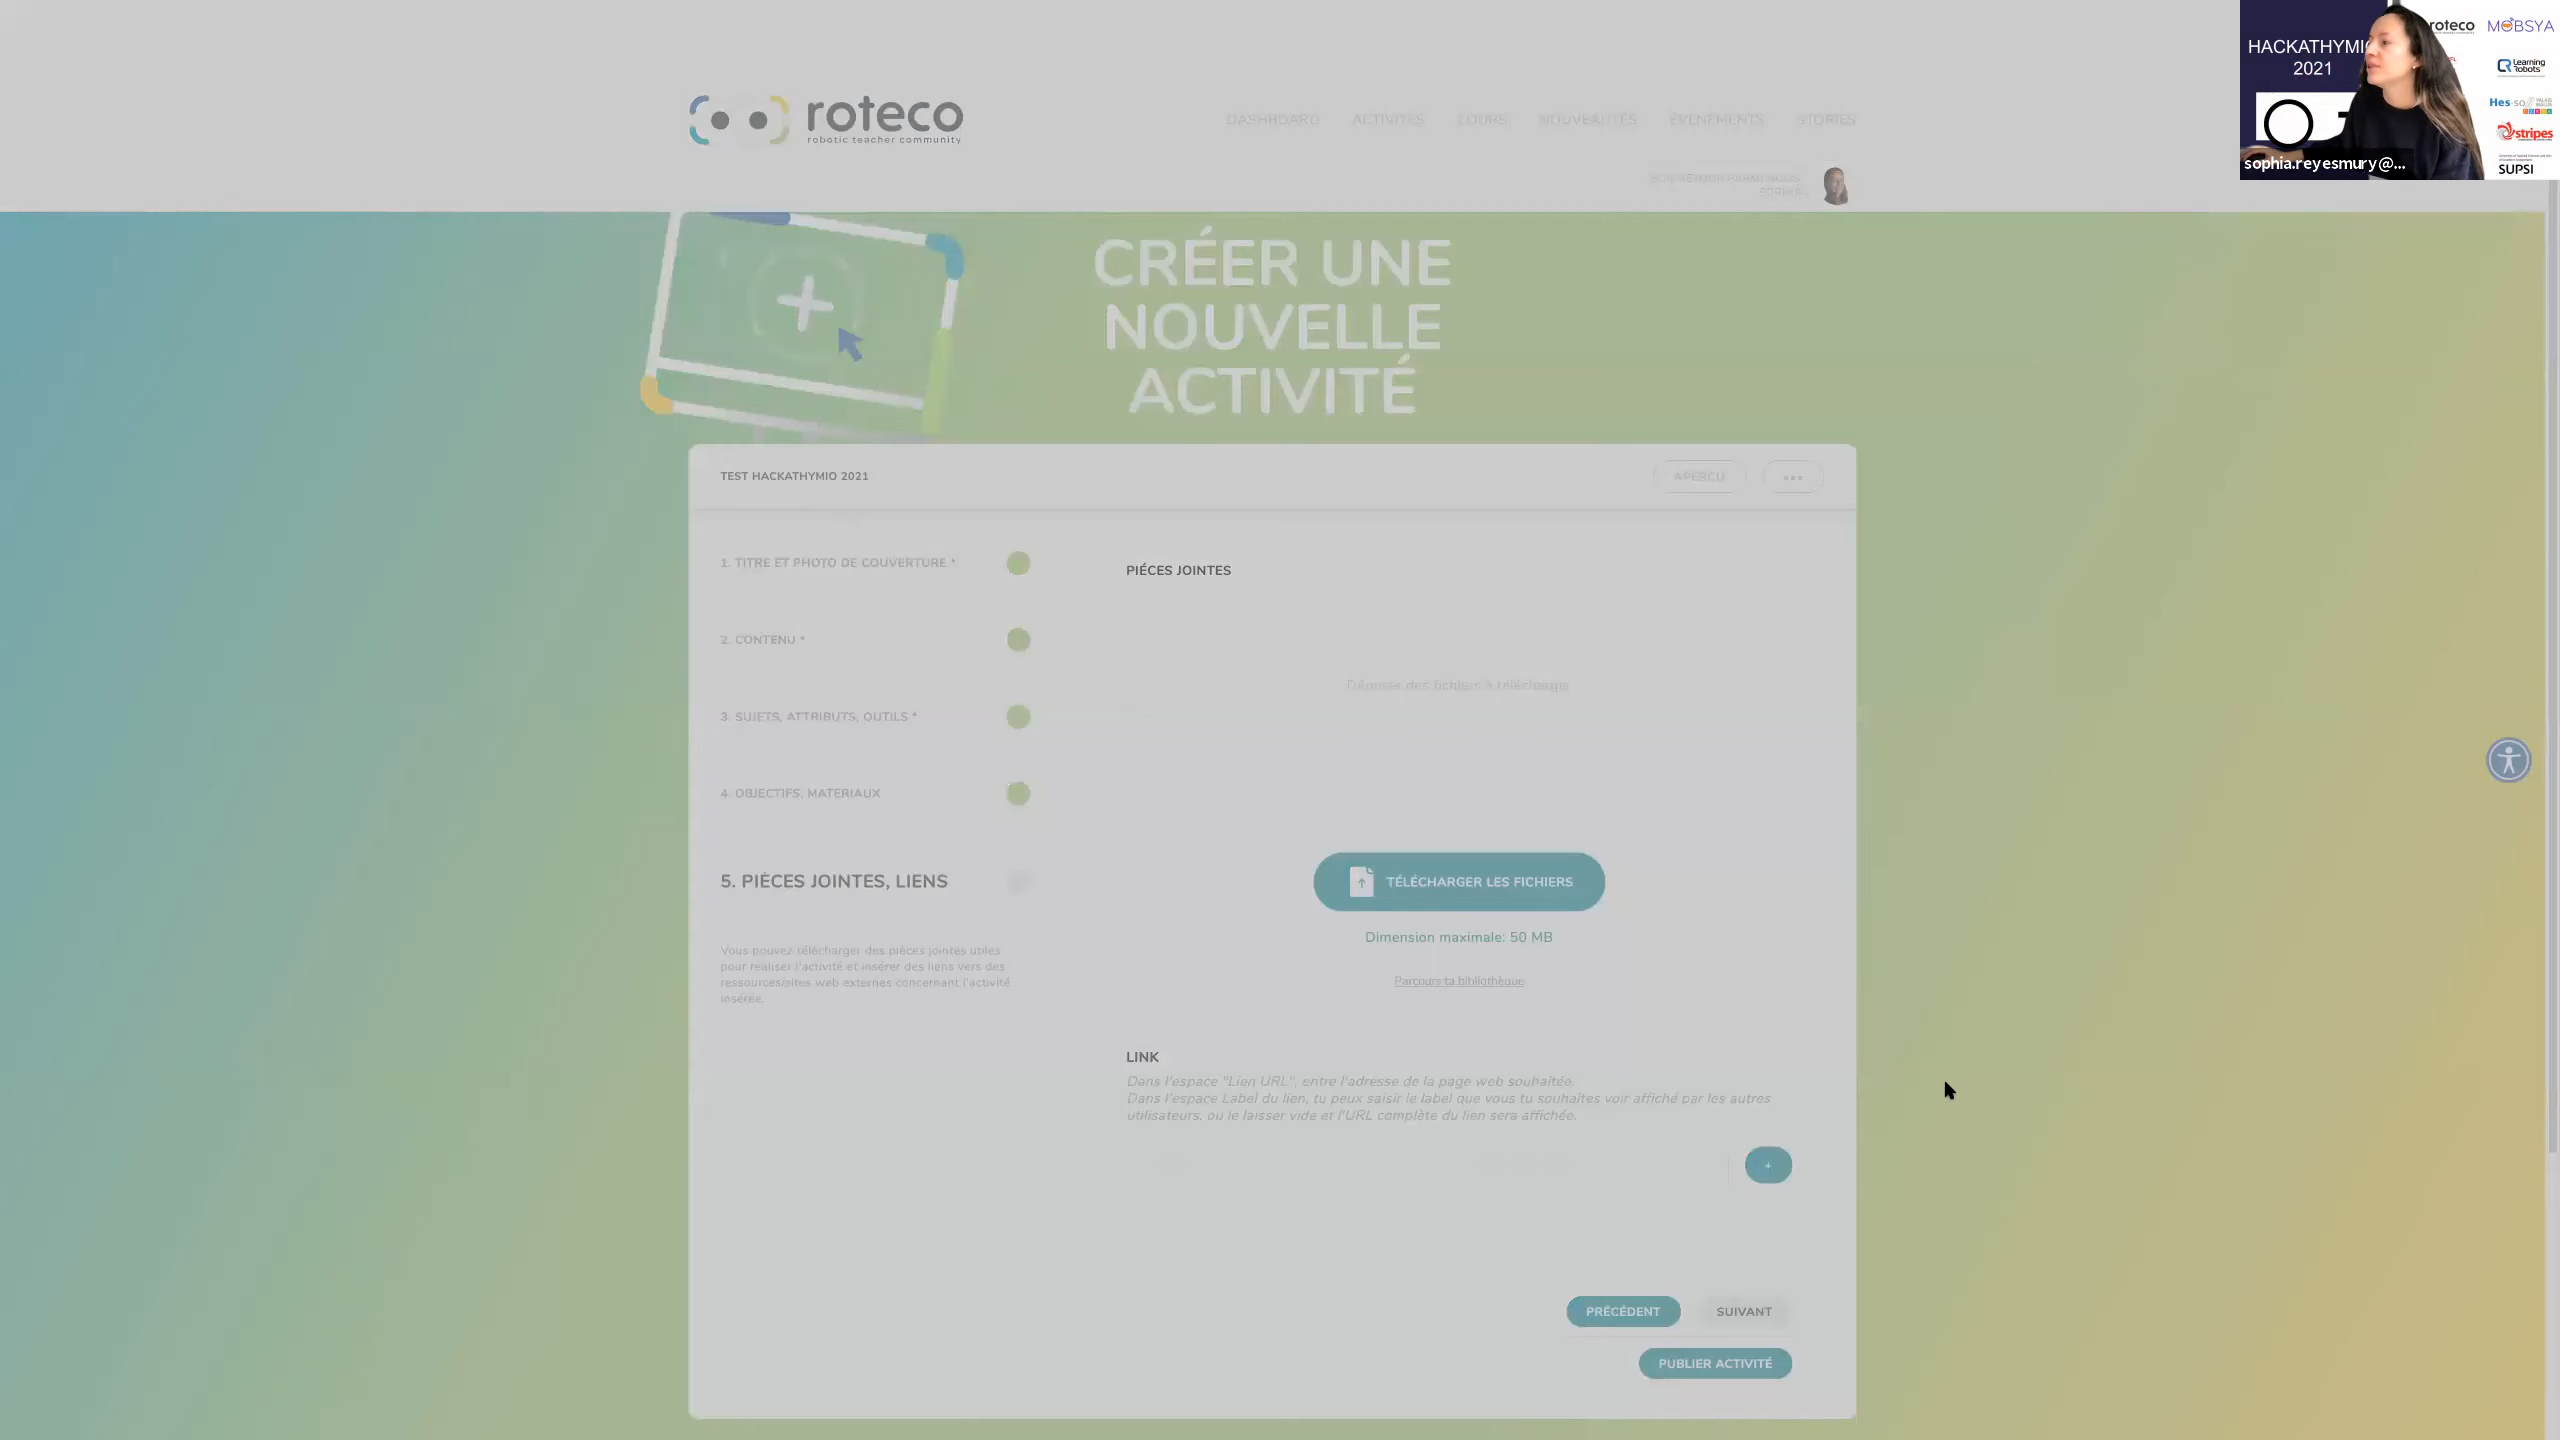 roteco
robotic teacher community
DASHBOARD ACTIVITÉS COURS NOUVEAUTÉS ÉVÉNEMENTS STORIES
HACKATHYMIO
2021
roteco
MOBSYA
Learning
Robots
Hes-so
stripes
SUPSI
sophia.reyesmury@...
CRÉER UNE
NOUVELLE
ACTIVITÉ
TEST HACKATHYMIO 2021
APERÇU
1. TITRE ET PHOTO DE COUVERTURE *
2. CONTENU *
3. SUJETS, ATTRIBUTS, OUTILS *
4. OBJECTIFS, MATERIAUX
5. PIÈCES JOINTES, LIENS
Vous pouvez télécharger des pièces jointes utiles
pour réaliser l'activité et insérer des liens vers des
ressources/sites web externes concernant l'activité
insérée.
PIÉCES JOINTES
Déposer des fichiers à télécharger
TÉLÉCHARGER LES FICHIERS
Dimension maximale: 50 MB
Parcours ta bibliothèque
LINK
Dans l'espace "Lien URL", entre l'adresse de la page web souhaitée.
Dans l'espace Label du lien, tu peux saisir le label que vous tu souhaites voir affiché par les autres
utilisateurs, ou le laisser vide et l'URL complète du lien sera affichée.
+
PRÉCÉDENT SUIVANT
PUBLIER ACTIVITÉ